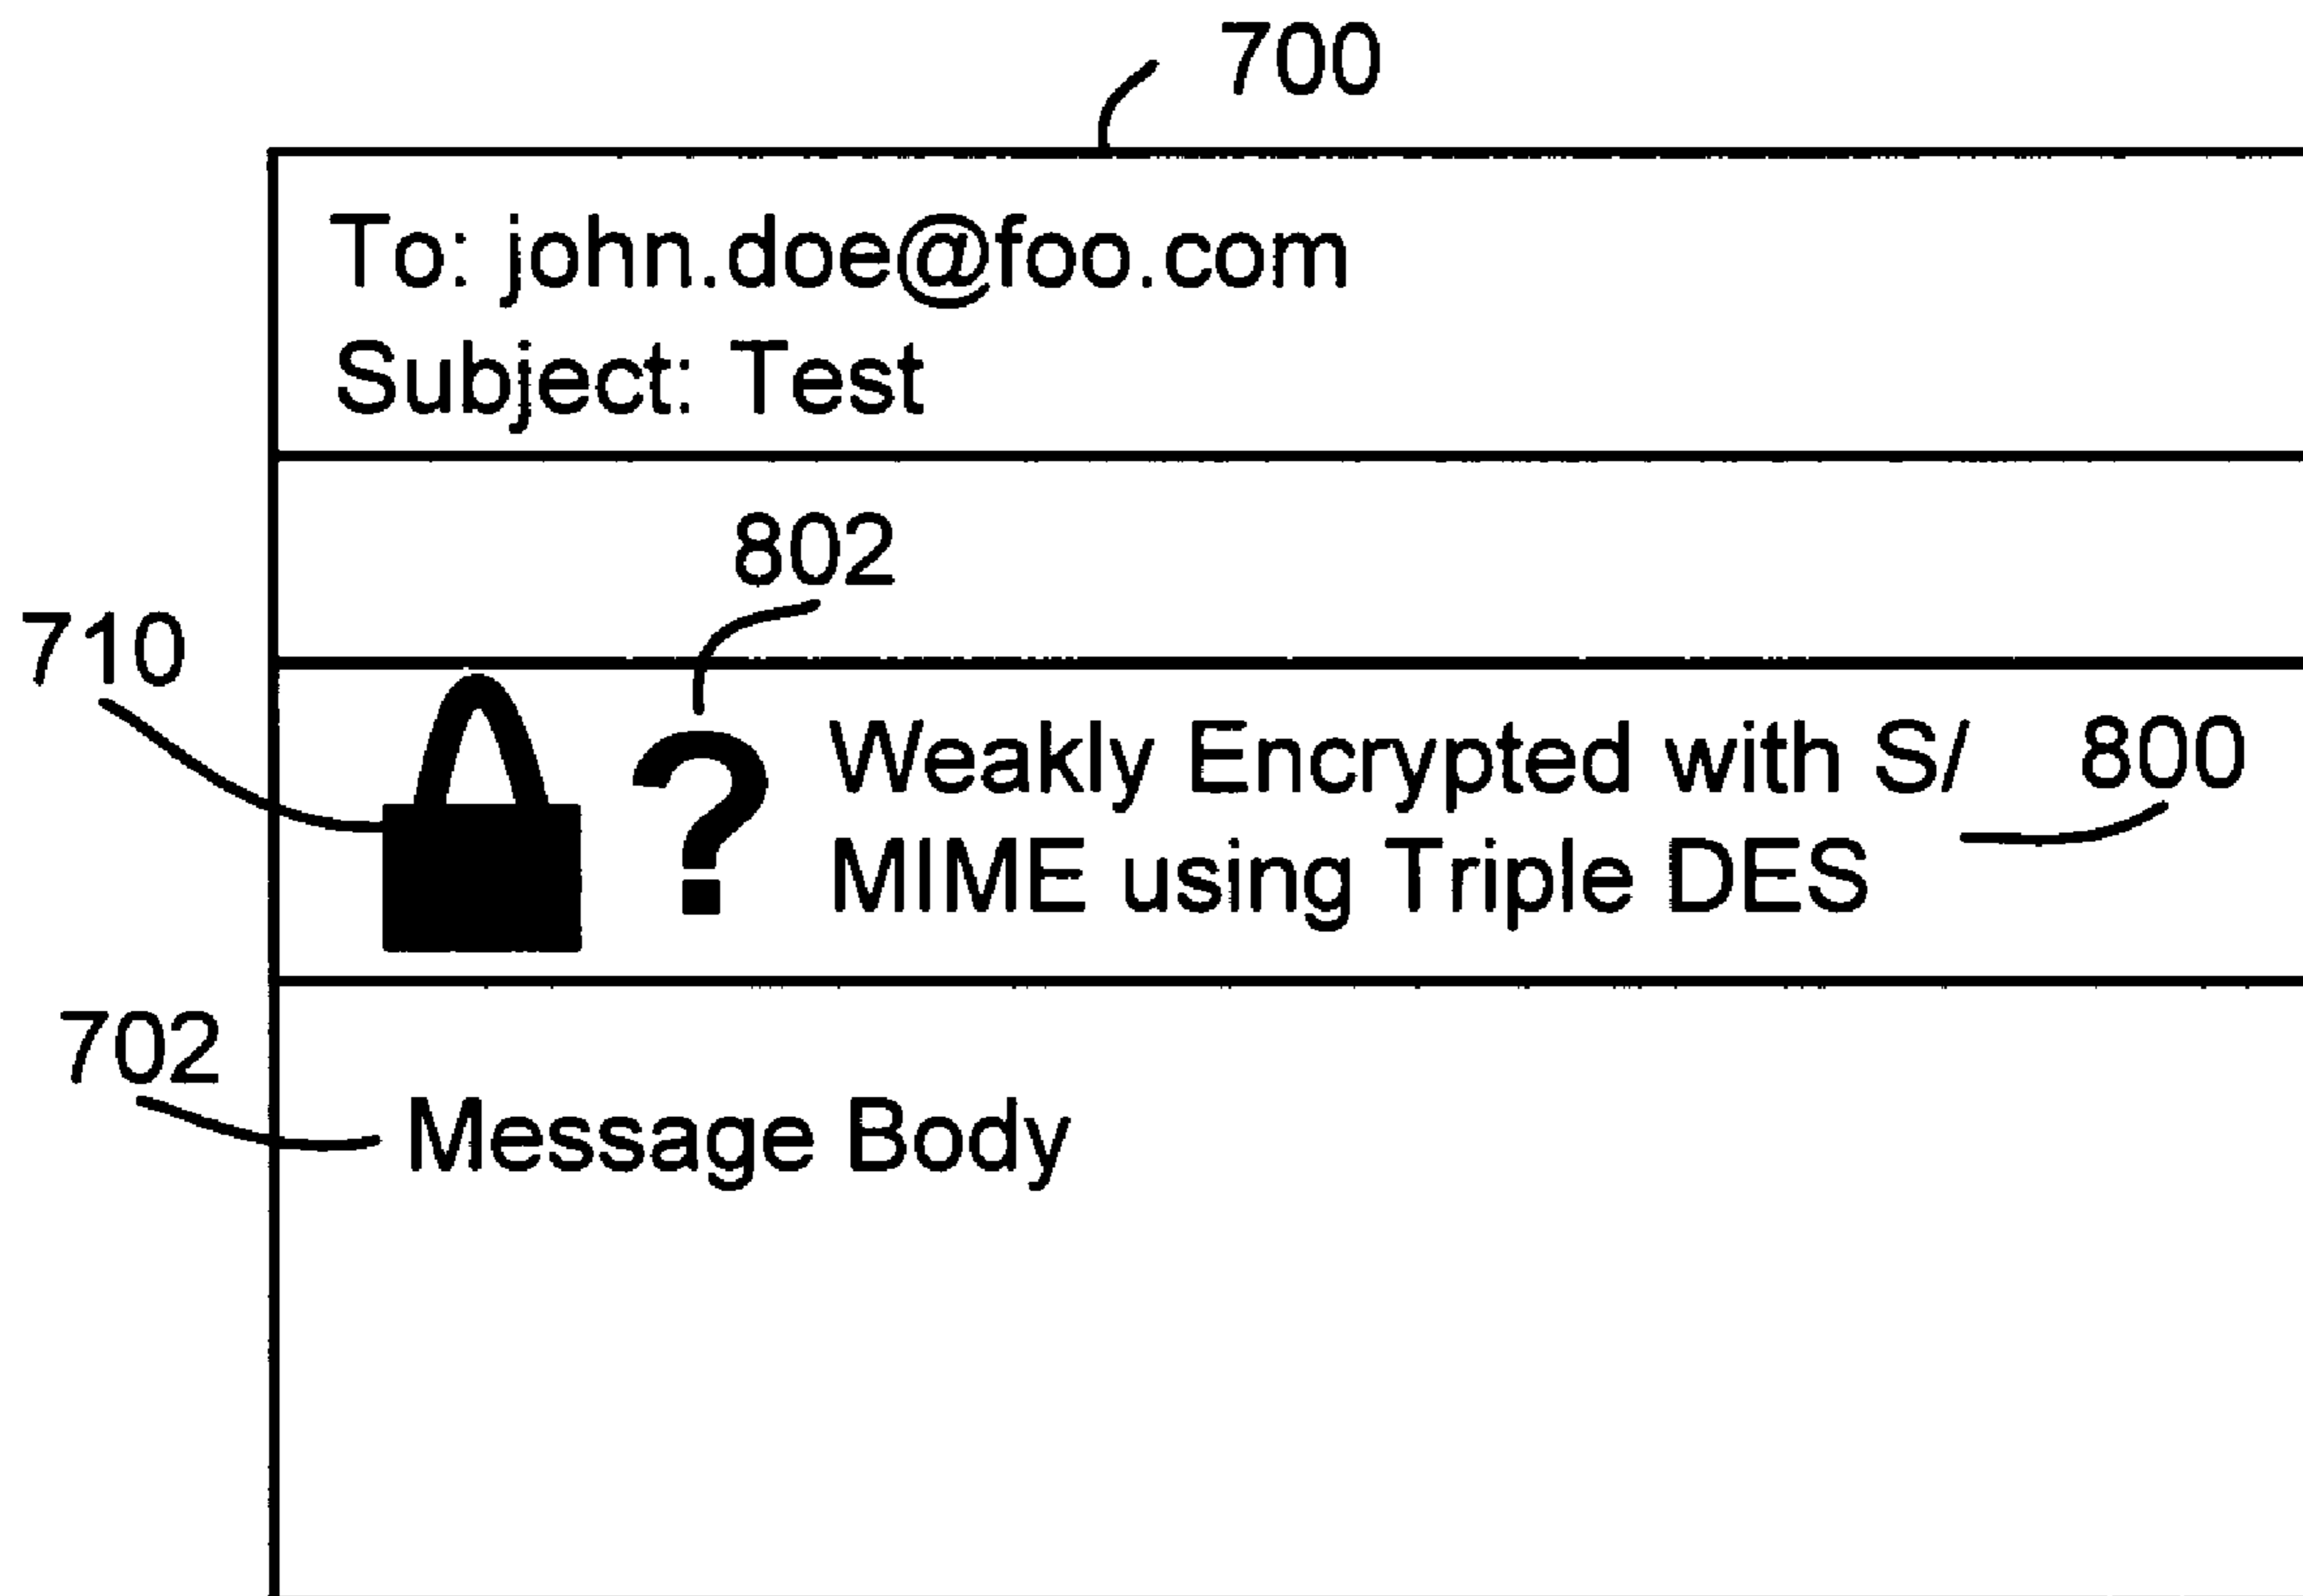 700
To: john.doe@foo.com
Subject: Test
802
710
? Weakly Encrypted with S/ 800
MIME using Triple DES
702
Message Body